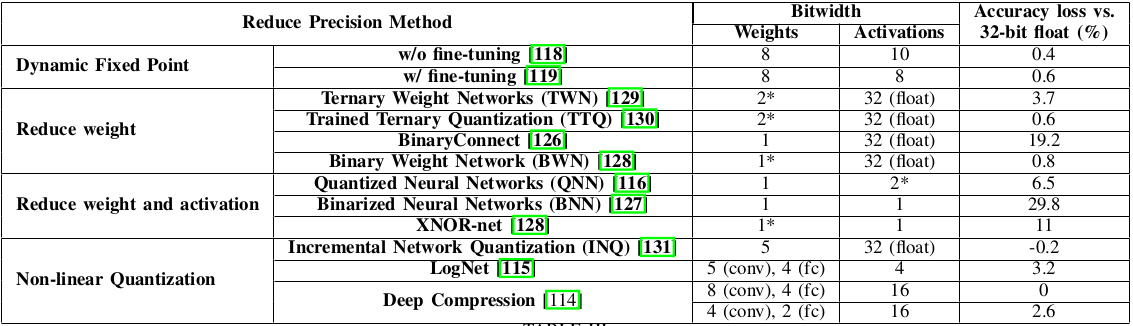 Reduce Precision Method Bitwidth Accuracy loss vs.
Weights Activations 32-bit float (%)
Dynamic Fixed Point w/o fine-tuning [118] 8 10 0.4
w/ fine-tuning [119] 8 8 0.6
Reduce weight Ternary Weight Networks (TWN) [129] 2* 32 (float) 3.7
Trained Ternary Quantization (TTQ) [130] 2* 32 (float) 0.6
BinaryConnect [126] 1 32 (float) 19.2
Binary Weight Network (BWN) [128] 1* 32 (float) 0.8
Reduce weight and activation Quantized Neural Networks (QNN) [116] 1 2* 6.5
Binarized Neural Networks (BNN) [127] 1 1 29.8
XNOR-net [128] 1* 1 11
Non-linear Quantization Incremental Network Quantization (INQ) [131] 5 32 (float) -0.2
LogNet [115] 5 (conv), 4 (fc) 4 3.2
Deep Compression [114] 8 (conv), 4 (fc) 16 0
4 (conv), 2 (fc) 16 2.6